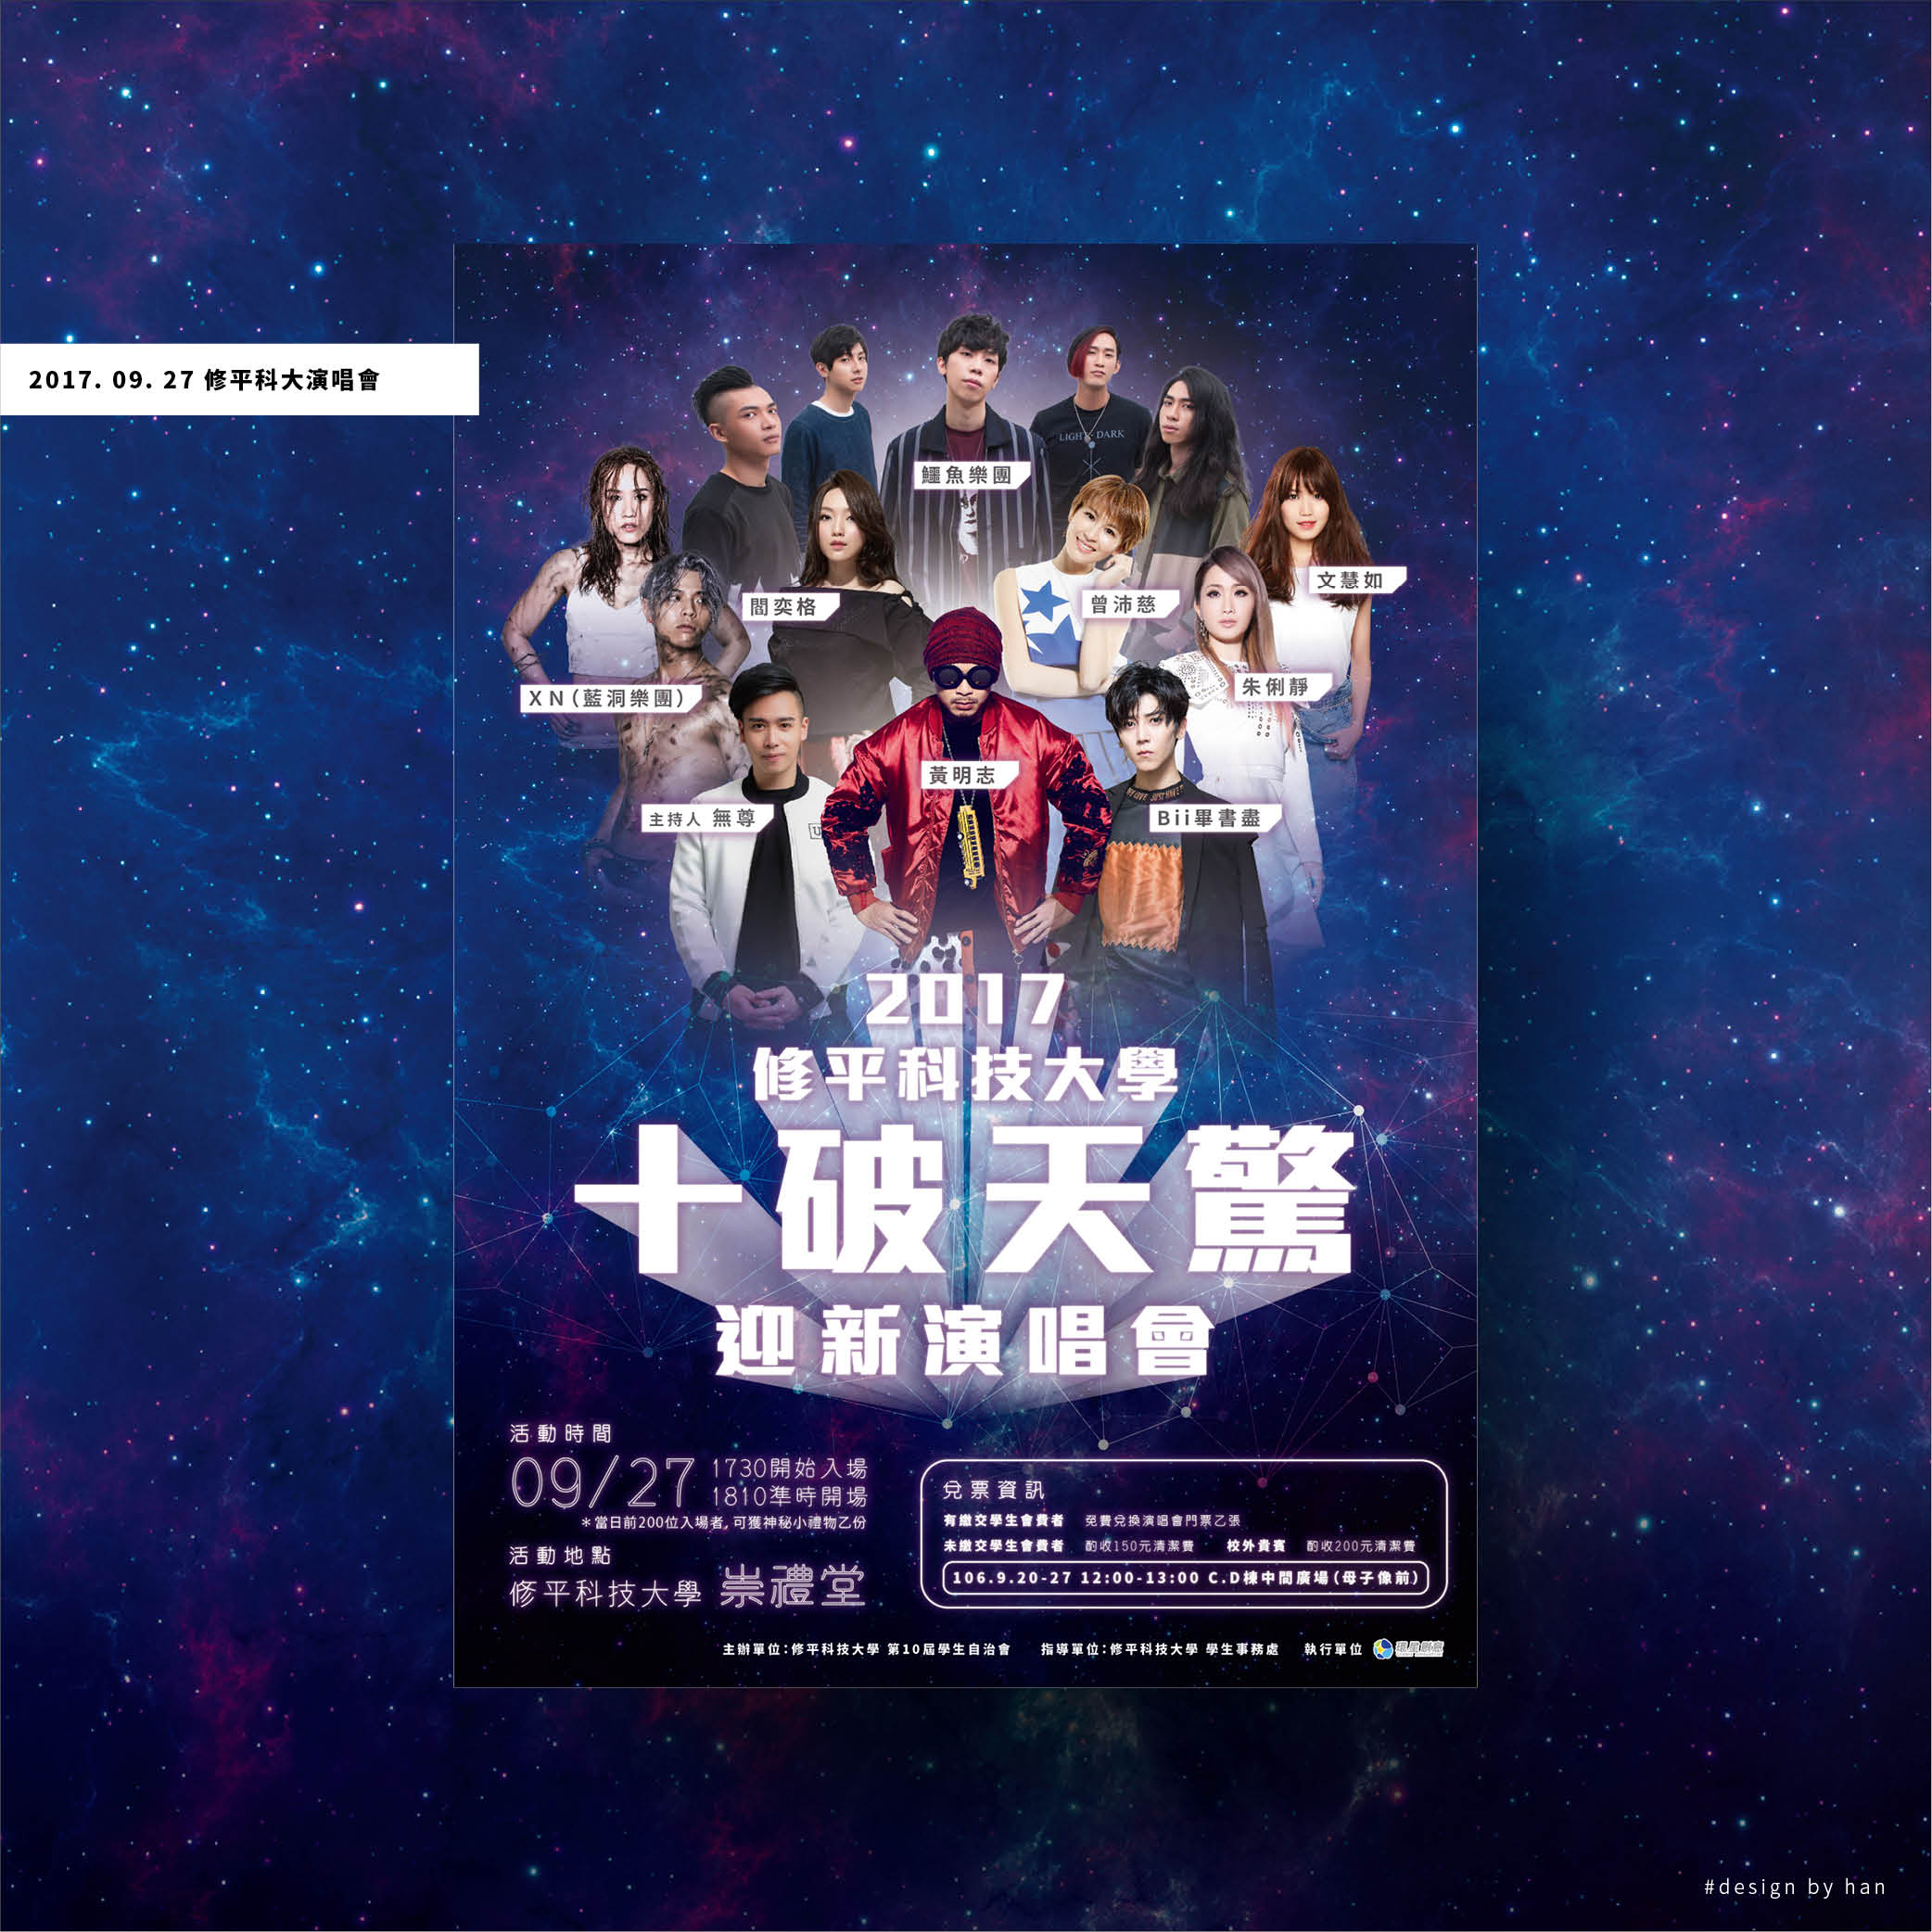 2017. 09. 27 修平科大演唱會
LIGHT DARK
鱷魚樂團
文慧如
閻奕格
曾沛慈
XN(藍洞樂團)
朱俐靜
黃明志
主持人 無尊
Bii畢書盡
2017
修平科技大學
十破天驚
迎新演唱會
活動時間
09/27
1730開始入場
1810準時開場
*當日前200位入場者,可獲神秘小禮物乙份
活動地點
修平科技大學 崇禮堂
兌票資訊
有繳交學生會費者 免費兌換演唱會門票乙張
未繳交學生會費者 酌收150元清潔費 校外貴賓 酌收200元清潔費
106.9.20-27 12:00-13:00 C.D棟中間廣場(母子像前)
主辦單位:修平科技大學 第10屆學生自治會 指導單位:修平科技大學 學生事務處 執行單位
#design by han